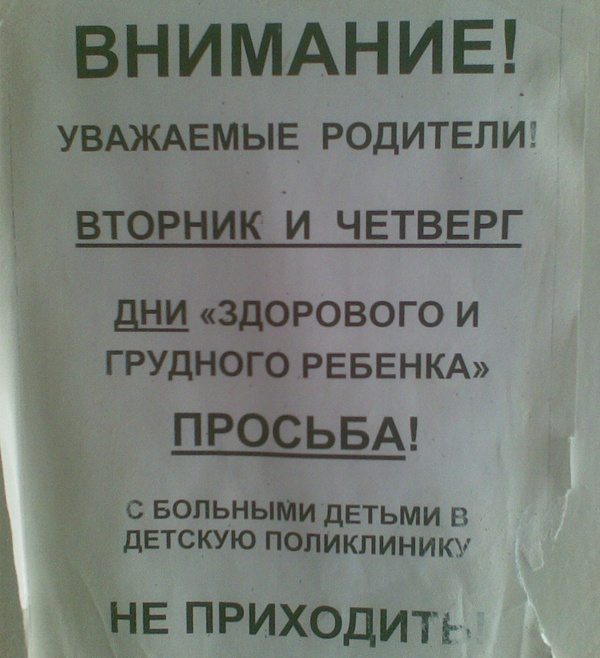 ВНИМАНИЕ!
УВАЖАЕМЫЕ РОДИТЕЛИ!
ВТОРНИК И ЧЕТВЕРГ
ДНИ «ЗДОРОВОГО И
ГРУДНОГО РЕБЕНКА»
ПРОСЬБА!
С БОЛЬНЫМИ ДЕТЬМИ В
ДЕТСКУЮ ПОЛИКЛИНИКУ
НЕ ПРИХОДИТЬ!